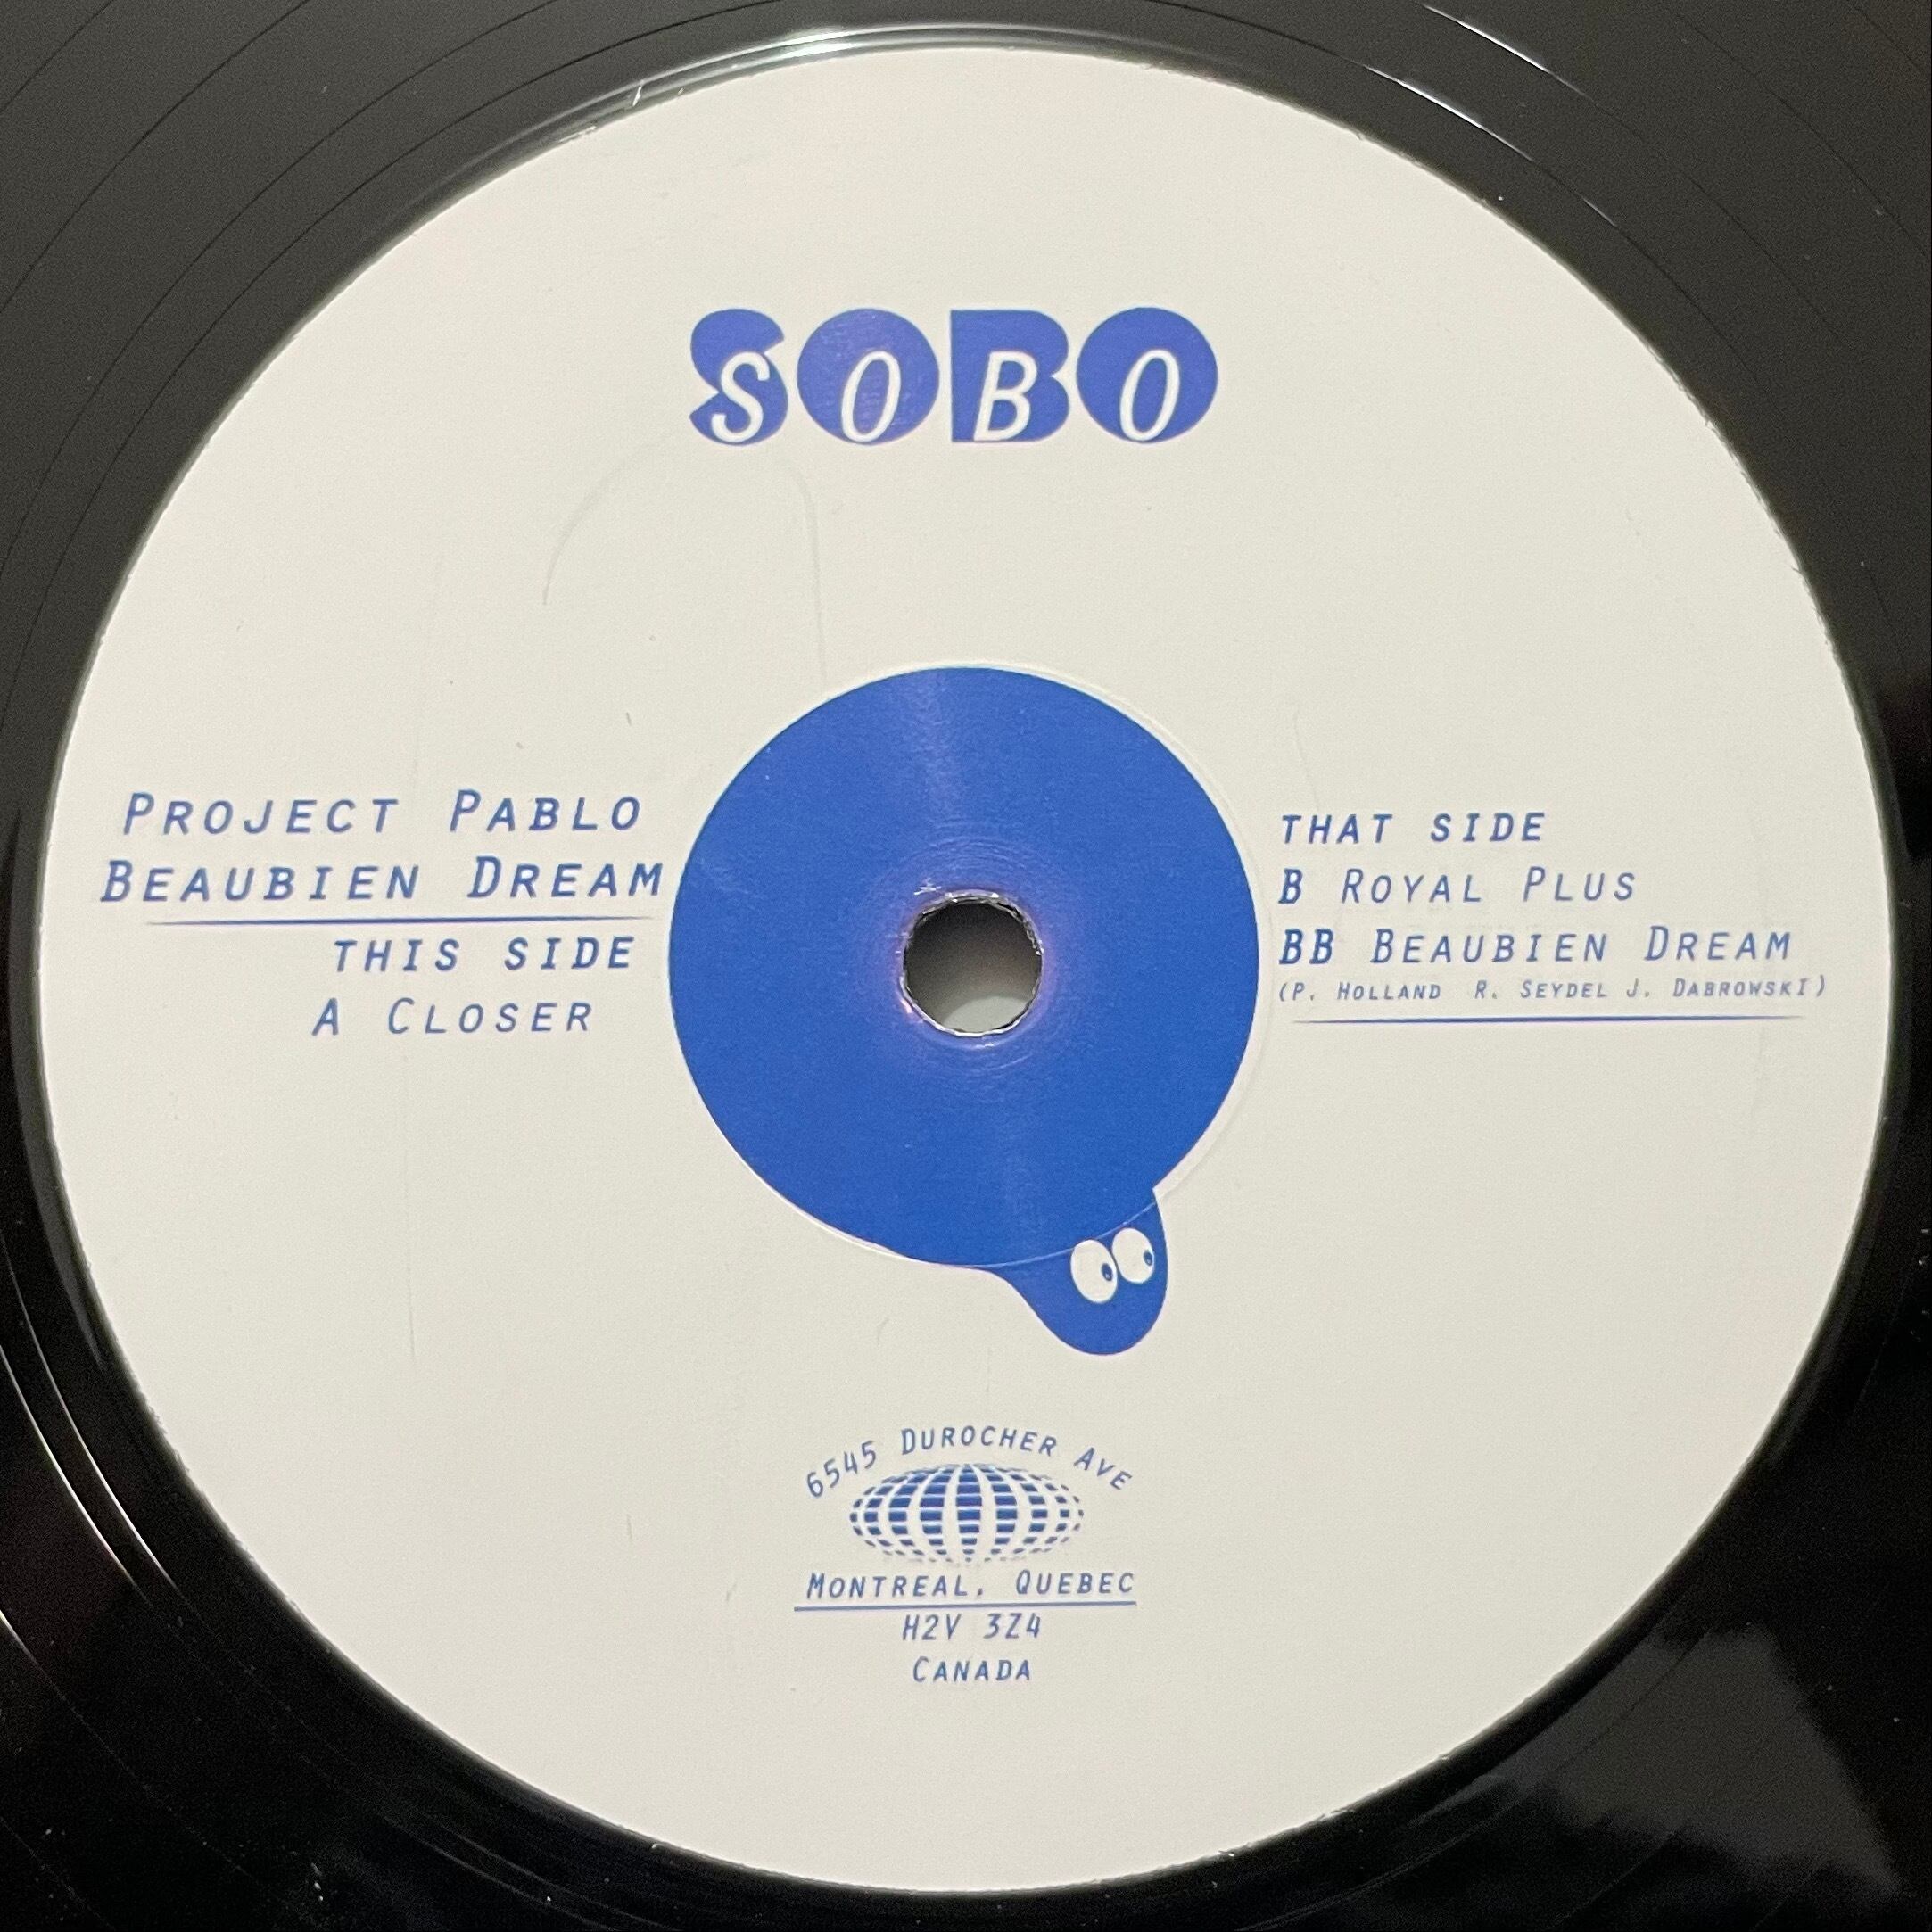 SOBO
SOBO
PROJECT PABLO
BEAUBIEN DREAM
THIS SIDE
A CLOSER
THAT SIDE
B ROYAL PLUS
BB BEAUBIEN DREAM
(P. HOLLAND R. SEYDEL J. DABROWSKI)
6545 DUROCHER AVE
MONTREAL, QUEBEC
H2V 3Z4
CANADA